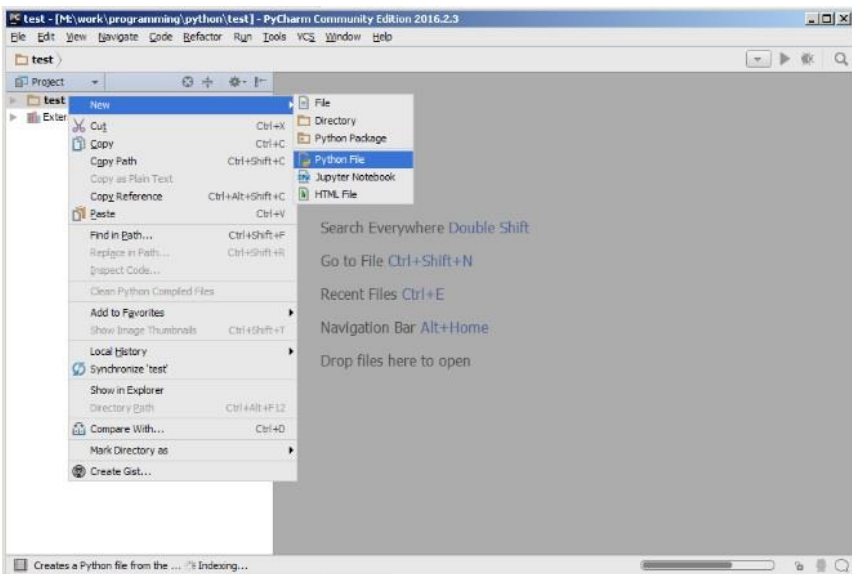 test - [M:\work\programming\python\test] - PyCharm Community Edition 2016.2.3
File Edit View Navigate Code Refactor Run Tools VCS Window Help
test
Project
test
Exter
New
Cut Ctrl+X
Copy Ctrl+C
Copy Path Ctrl+Shift+C
Copy as Plain Text
Copy Reference Ctrl+Alt+Shift+C
Paste Ctrl+V
Find in Path... Ctrl+Shift+F
Replace in Path... Ctrl+Shift+R
Inspect Code...
Clean Python Compiled Files
Add to Favorites
Show Image Thumbnails Ctrl+Shift+T
Local History
Synchronize 'test'
Show in Explorer
Directory Path Ctrl+Alt+F12
Compare With... Ctrl+D
Mark Directory as
Create Gist...
File
Directory
Python Package
Python File
Jupyter Notebook
HTML File
Search Everywhere Double Shift
Go to File Ctrl+Shift+N
Recent Files Ctrl+E
Navigation Bar Alt+Home
Drop files here to open
Creates a Python file from the ... Indexing...